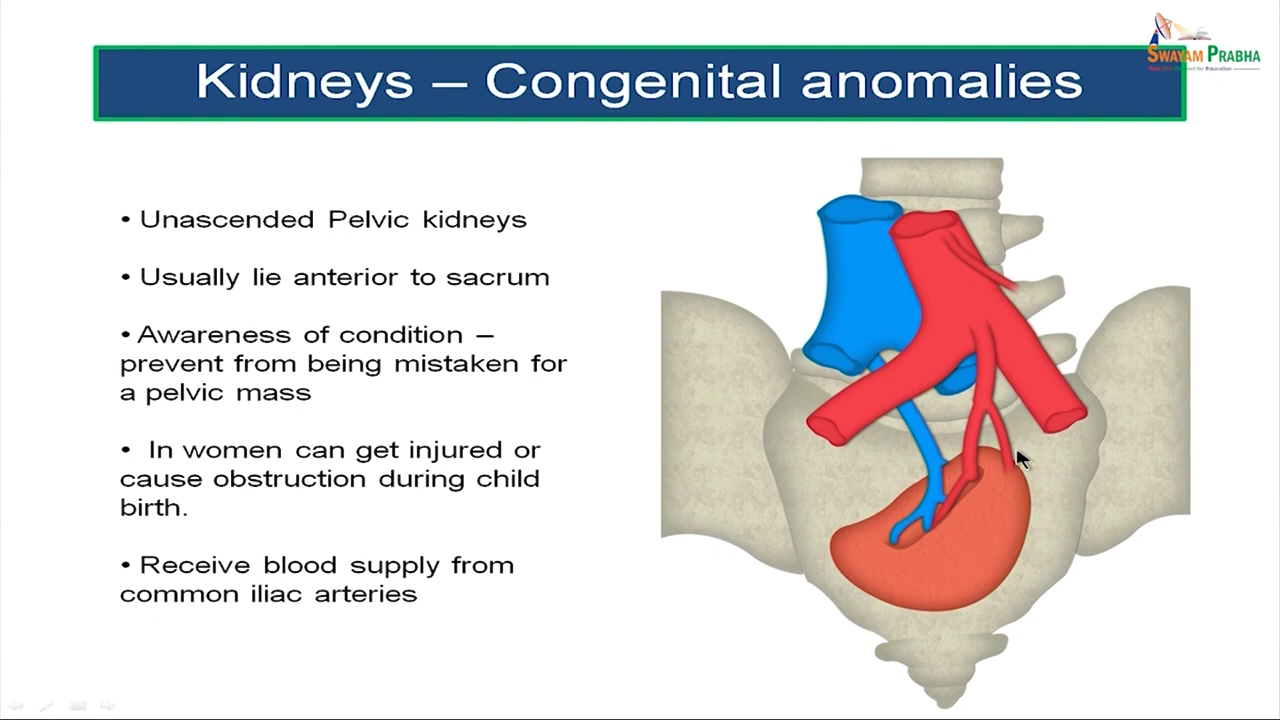 SWAYAM PRABHA
Kidneys – Congenital anomalies
• Unascended Pelvic kidneys
• Usually lie anterior to sacrum
• Awareness of condition –
prevent from being mistaken for
a pelvic mass
• In women can get injured or
cause obstruction during child
birth.
• Receive blood supply from
common iliac arteries